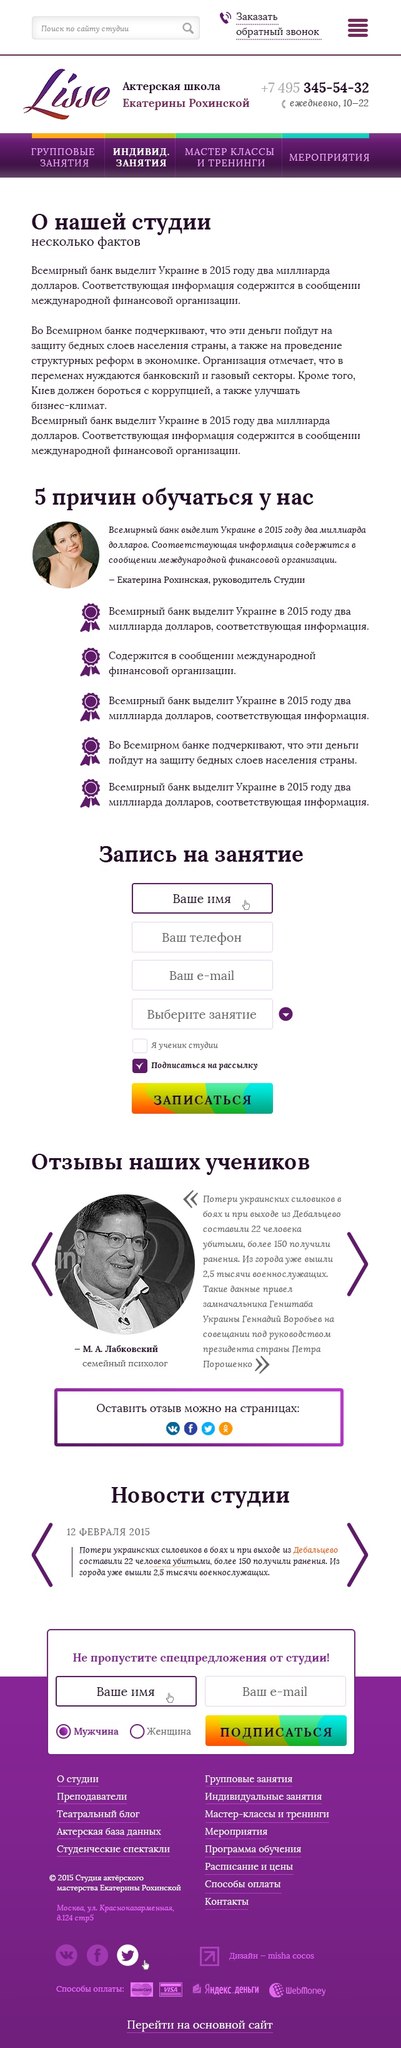 Поиск по сайту студии
Заказать
обратный звонок
Lisse
Актерская школа
Екатерины Рохинской
+7 495 345-54-32
ежедневно, 10–22
ГРУППОВЫЕ
ЗАНЯТИЯ
ИНДИВИД.
ЗАНЯТИЯ
МАСТЕР КЛАССЫ
И ТРЕНИНГИ
МЕРОПРИЯТИЯ
О нашей студии
несколько фактов
Всемирный банк выделит Украине в 2015 году два миллиарда
долларов. Соответствующая информация содержится в сообщении
международной финансовой организации.
Во Всемирном банке подчеркивают, что эти деньги пойдут на
защиту бедных слоев населения страны, а также на проведение
структурных реформ в экономике. Организация отмечает, что в
переменах нуждаются банковский и газовый секторы. Кроме того,
Киев должен бороться с коррупцией, а также улучшать
бизнес-климат.
Всемирный банк выделит Украине в 2015 году два миллиарда
долларов. Соответствующая информация содержится в сообщении
международной финансовой организации.
5 причин обучаться у нас
Всемирный банк выделит Украине в 2015 году два миллиарда
долларов. Соответствующая информация содержится в
сообщении международной финансовой организации.
— Екатерина Рохинская, руководитель Студии
Всемирный банк выделит Украине в 2015 году два
миллиарда долларов, соответствующая информация.
Содержится в сообщении международной
финансовой организации.
Всемирный банк выделит Украине в 2015 году два
миллиарда долларов, соответствующая информация.
Во Всемирном банке подчеркивают, что эти деньги
пойдут на защиту бедных слоев населения страны.
Всемирный банк выделит Украине в 2015 году два
миллиарда долларов, соответствующая информация.
Запись на занятие
Ваше имя
Ваш телефон
Ваш e-mail
Выберите занятие
Я ученик студии
Подписаться на рассылку
ЗАПИСАТЬСЯ
Отзывы наших учеников
« Потери украинских силовиков в
боях и при выходе из Дебальцево
составили 22 человека
убитыми, более 150 получили
ранения. Из города уже вышли
2,5 тысячи военнослужащих.
Такие данные привел
замначальника Генштаба
Украины Геннадий Воробьев на
совещании под руководством
президента страны Петра
Порошенко »
— М. А. Лабковский
семейный психолог
Оставить отзыв можно на страницах:
Новости студии
12 ФЕВРАЛЯ 2015
Потери украинских силовиков в боях и при выходе из Дебальцево
составили 22 человека убитыми, более 150 получили ранения. Из
города уже вышли 2,5 тысячи военнослужащих.
Не пропустите спецпредложения от студии!
Ваше имя
Ваш e-mail
Мужчина
Женщина
ПОДПИСАТЬСЯ
О студии
Преподаватели
Театральный блог
Актерская база данных
Студенческие спектакли
Групповые занятия
Индивидуальные занятия
Мастер-классы и тренинги
Мероприятия
Программа обучения
Расписание и цены
Способы оплаты
Контакты
© 2015 Студия актёрского
мастерства Екатерины Рохинской
Москва, ул. Красноказарменная,
д.124 стр5
Дизайн — misha cocos
Способы оплаты:
MasterCard
VISA
Яндекс.деньги
WebMoney
Перейти на основной сайт